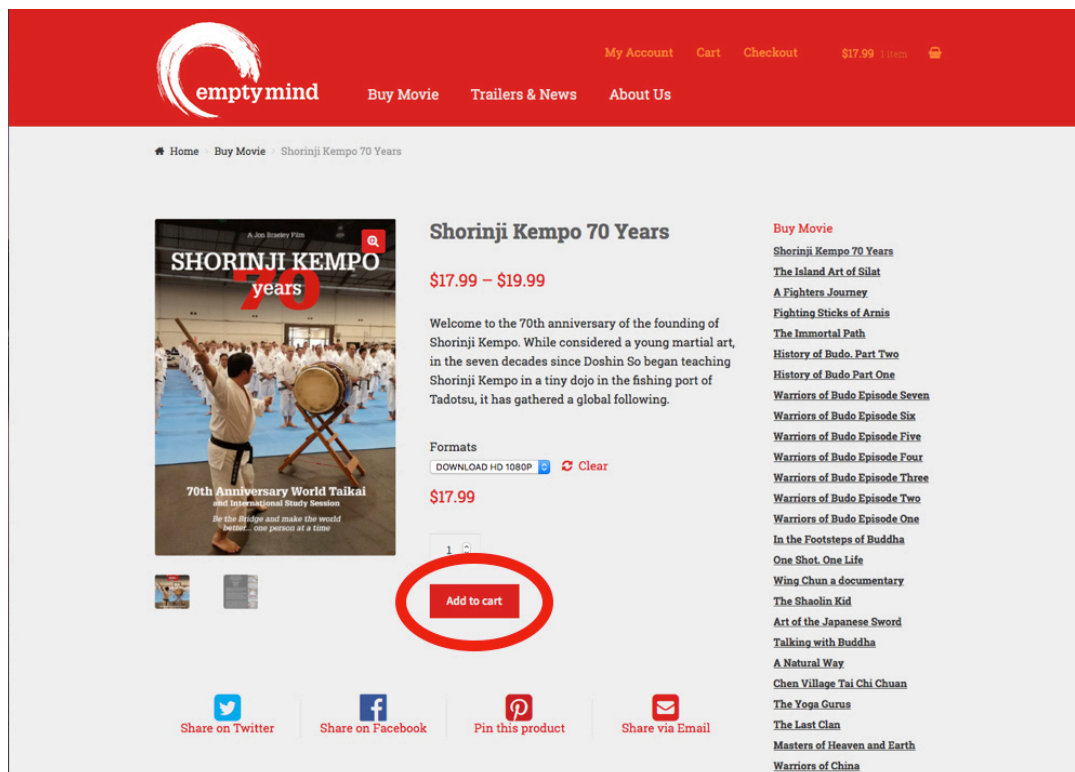 My Account Cart Checkout $17.99 1 item
emptymind
Buy Movie Trailers & News About Us
Home Buy Movie Shorinji Kempo 70 Years
A Jon Braeley Film
SHORINJI KEMPO
70
years
70th Anniversary World Taikai
and International Study Session
Be the Bridge and make the world
better... one person at a time
Shorinji Kempo 70 Years
$17.99 – $19.99
Welcome to the 70th anniversary of the founding of
Shorinji Kempo. While considered a young martial art,
in the seven decades since Doshin So began teaching
Shorinji Kempo in a tiny dojo in the fishing port of
Tadotsu, it has gathered a global following.
Formats
DOWNLOAD HD 1080P Clear
$17.99
1
Add to cart
Share on Twitter Share on Facebook Pin this product Share via Email
Buy Movie
Shorinji Kempo 70 Years
The Island Art of Silat
A Fighters Journey
Fighting Sticks of Arnis
The Immortal Path
History of Budo. Part Two
History of Budo Part One
Warriors of Budo Episode Seven
Warriors of Budo Episode Six
Warriors of Budo Episode Five
Warriors of Budo Episode Four
Warriors of Budo Episode Three
Warriors of Budo Episode Two
Warriors of Budo Episode One
In the Footsteps of Buddha
One Shot. One Life
Wing Chun a documentary
The Shaolin Kid
Art of the Japanese Sword
Talking with Buddha
A Natural Way
Chen Village Tai Chi Chuan
The Yoga Gurus
The Last Clan
Masters of Heaven and Earth
Warriors of China